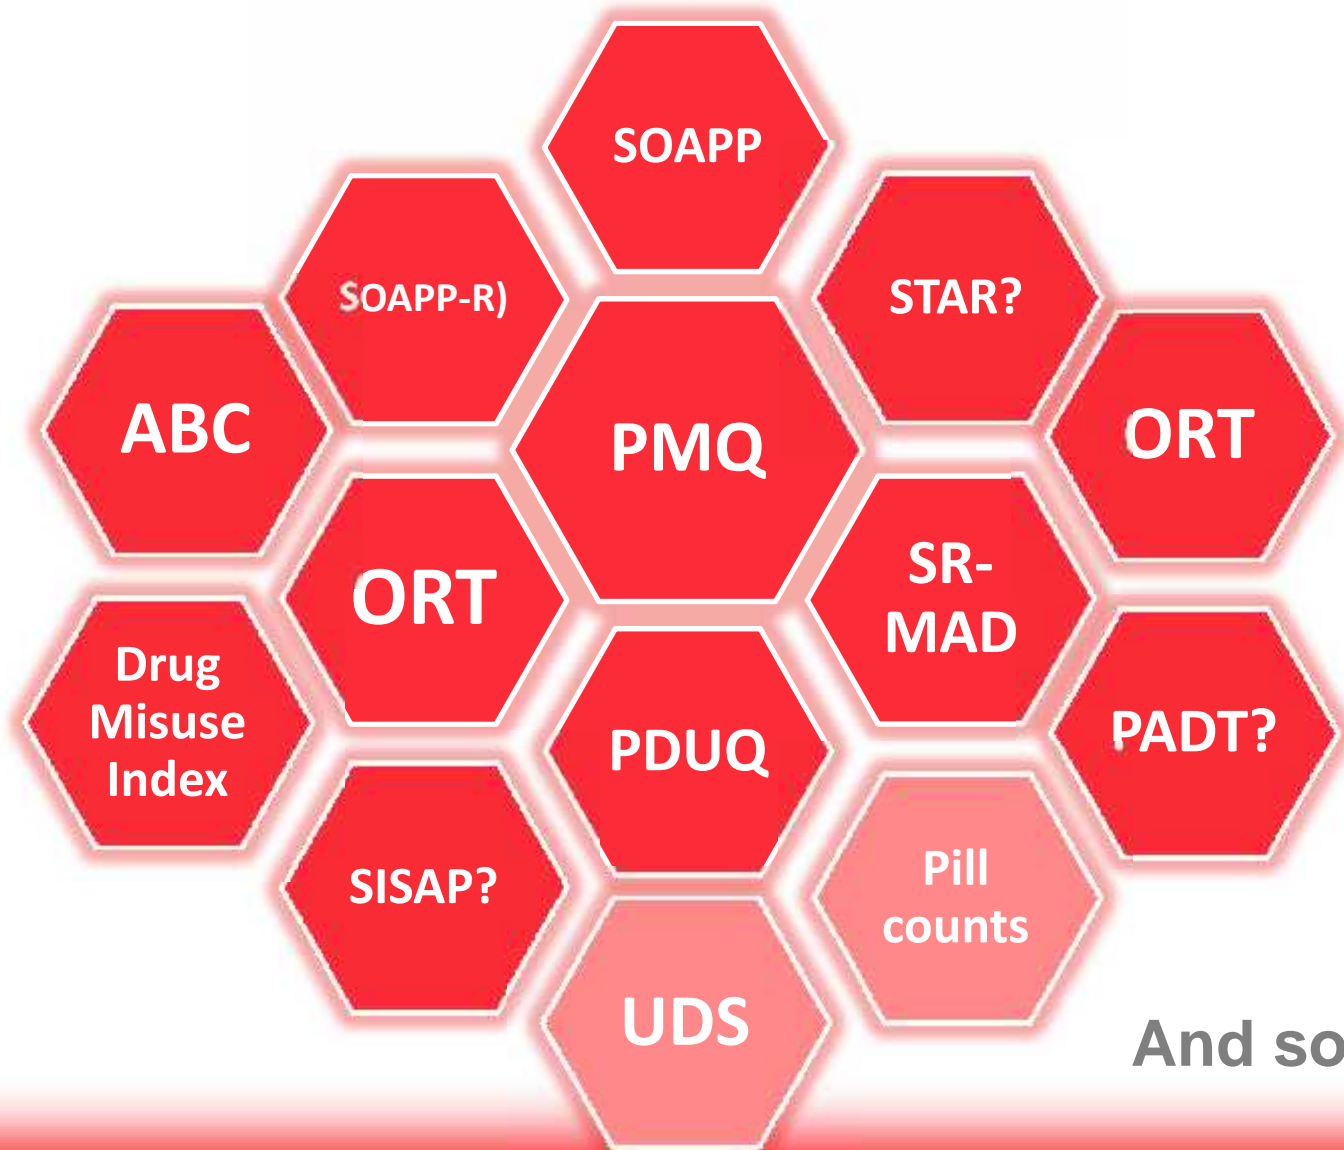 SOAPP
SOAPP-R)
STAR?
ABC
PMQ
ORT
ORT
SR-
MAD
Drug
Misuse
Index
PDUQ
PADT?
SISAP?
Pill
counts
UDS
And so